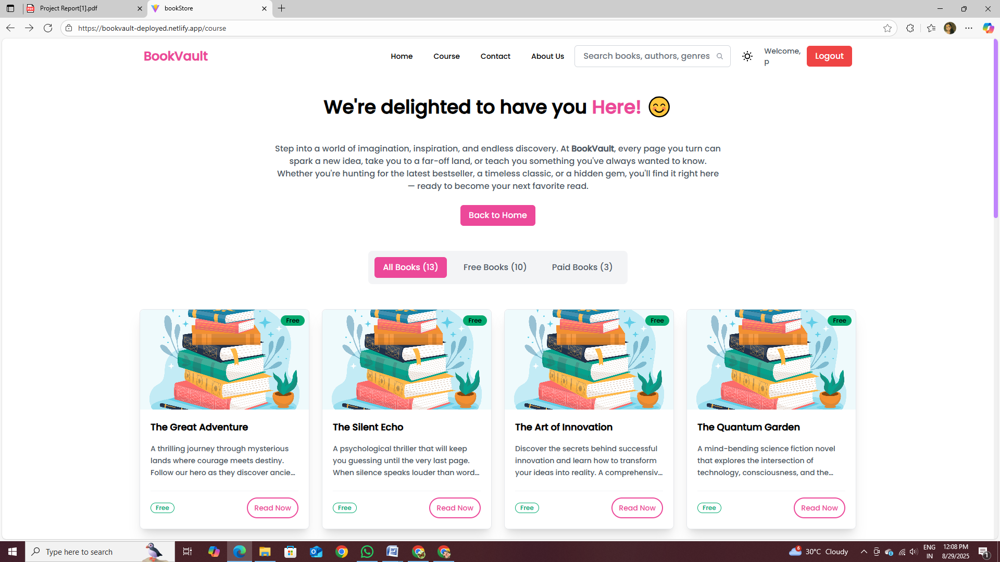 Project Report[1].pdf
bookStore
https://bookvault-deployed.netlify.app/course
BookVault
Home
Course
Contact
About Us
Search books, authors, genres
Welcome,
p
Logout
We're delighted to have you Here! 😊
Step into a world of imagination, inspiration, and endless discovery. At BookVault, every page you turn can
spark a new idea, take you to a far-off land, or teach you something you've always wanted to know.
Whether you're hunting for the latest bestseller, a timeless classic, or a hidden gem, you'll find it right here
— ready to become your next favorite read.
Back to Home
All Books (13)
Free Books (10)
Paid Books (3)
Free
The Great Adventure
A thrilling journey through mysterious
lands where courage meets destiny.
Follow our hero as they discover ancie...
Free
Read Now
Free
The Silent Echo
A psychological thriller that will keep
you guessing until the very last page.
When silence speaks louder than word...
Free
Read Now
Free
The Art of Innovation
Discover the secrets behind successful
innovation and learn how to transform
your ideas into reality. A comprehensiv...
Free
Read Now
Free
The Quantum Garden
A mind-bending science fiction novel
that explores the intersection of
technology, consciousness, and the...
Free
Read Now
Type here to search
6
30°C Cloudy
ENG
IN
12:08 PM
8/29/2025
1